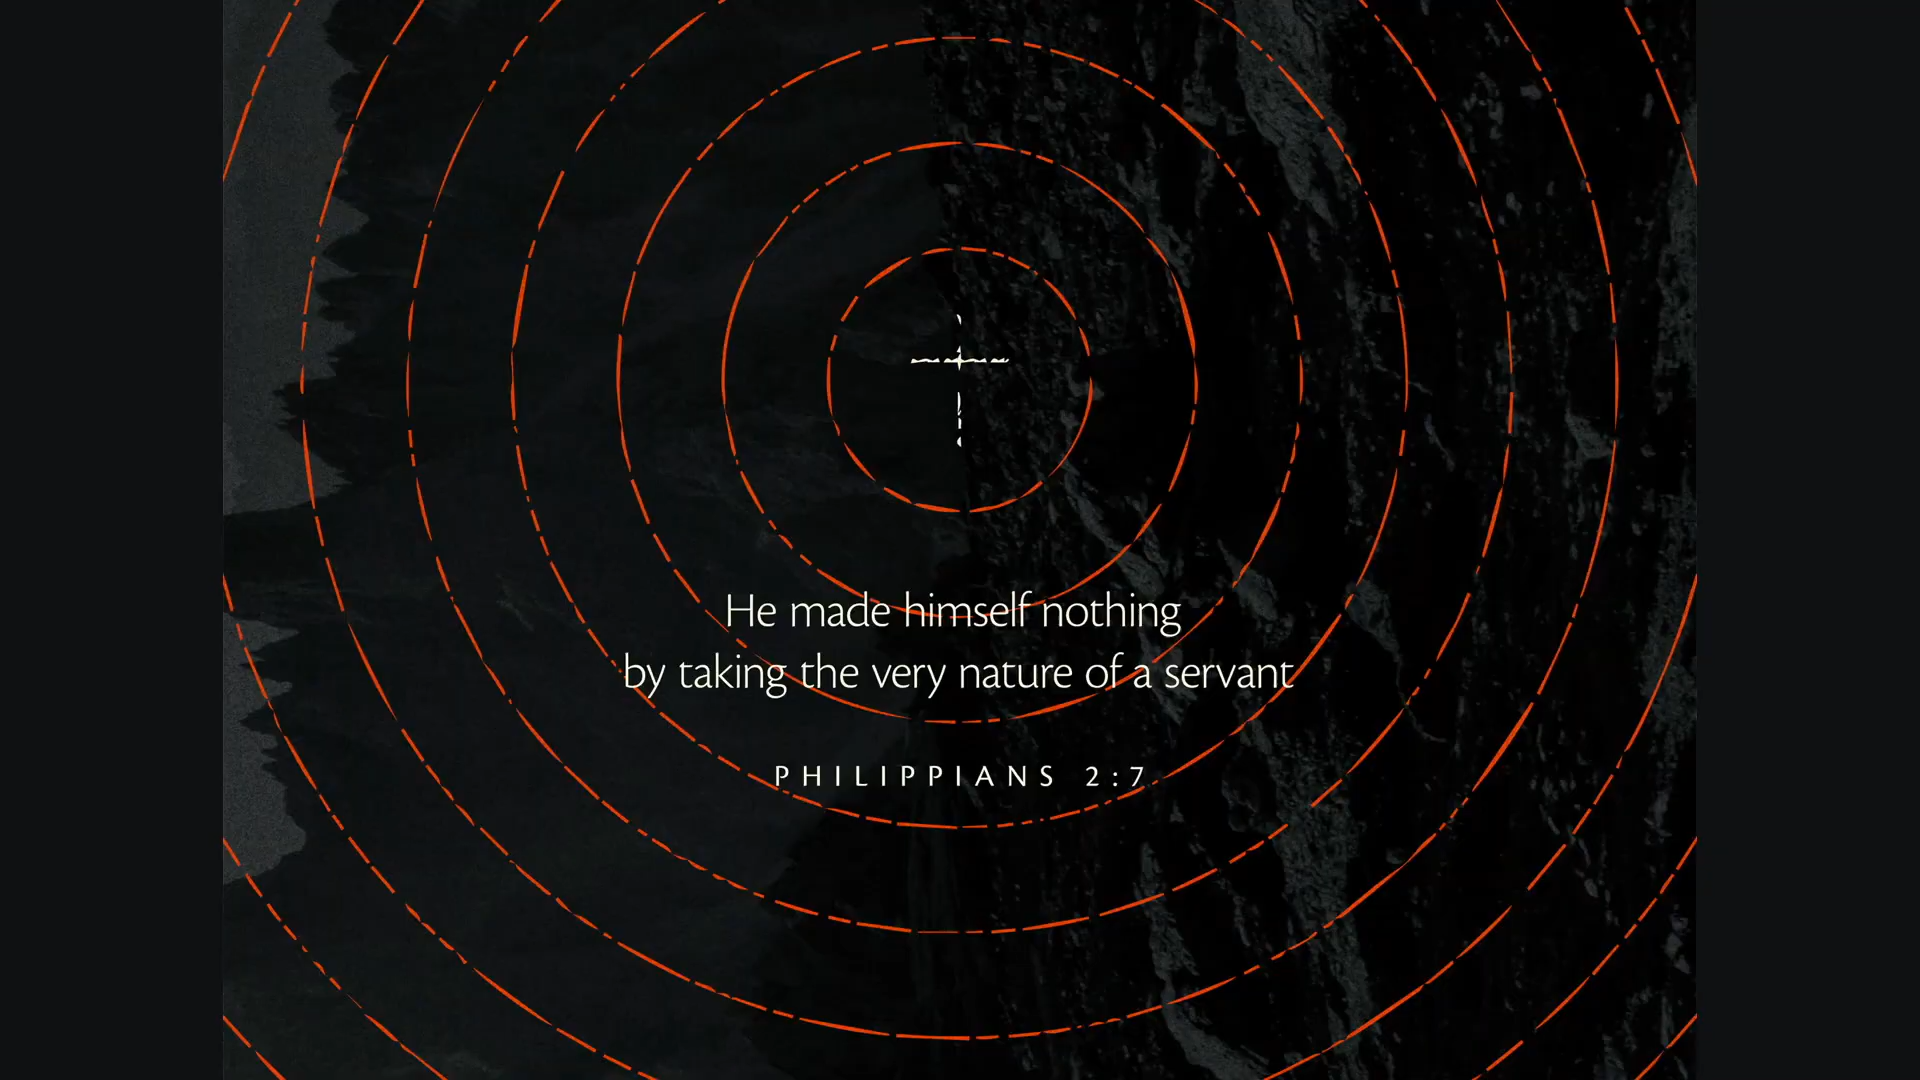 He made himself nothing
by taking the very nature of a servant
PHILIPPIANS 2:7